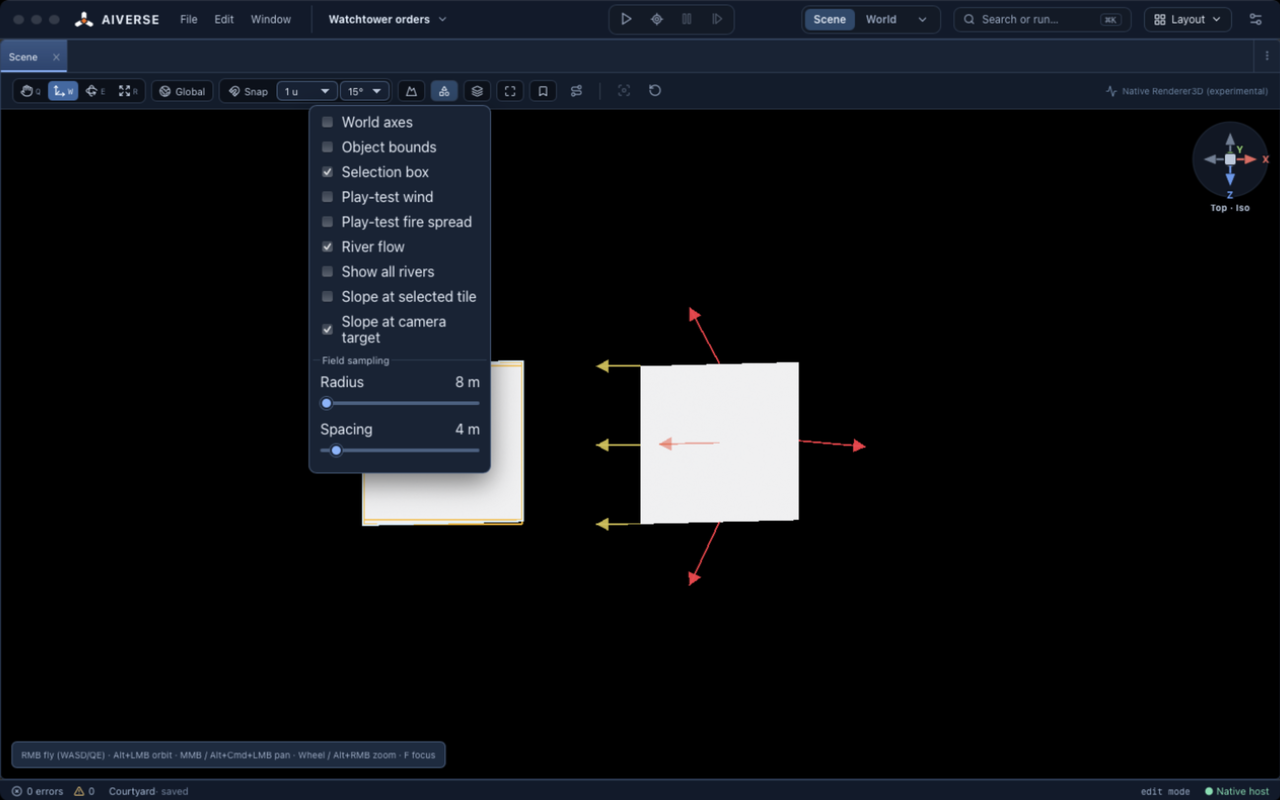 AIVERSE File Edit Window Watchtower orders Scene World Search or run... ⌘K Layout
Scene
Q W E R Global Snap 1 u 15° Native Renderer3D (experimental)
World axes
Object bounds
Selection box
Play-test wind
Play-test fire spread
River flow
Show all rivers
Slope at selected tile
Slope at camera
target
Field sampling
Radius 8 m
Spacing 4 m
Y
X
Z
Top · Iso
RMB fly (WASD/QE) · Alt+LMB orbit · MMB / Alt+Cmd+LMB pan · Wheel / Alt+RMB zoom · F focus
0 errors 0 Courtyard · saved edit mode Native host